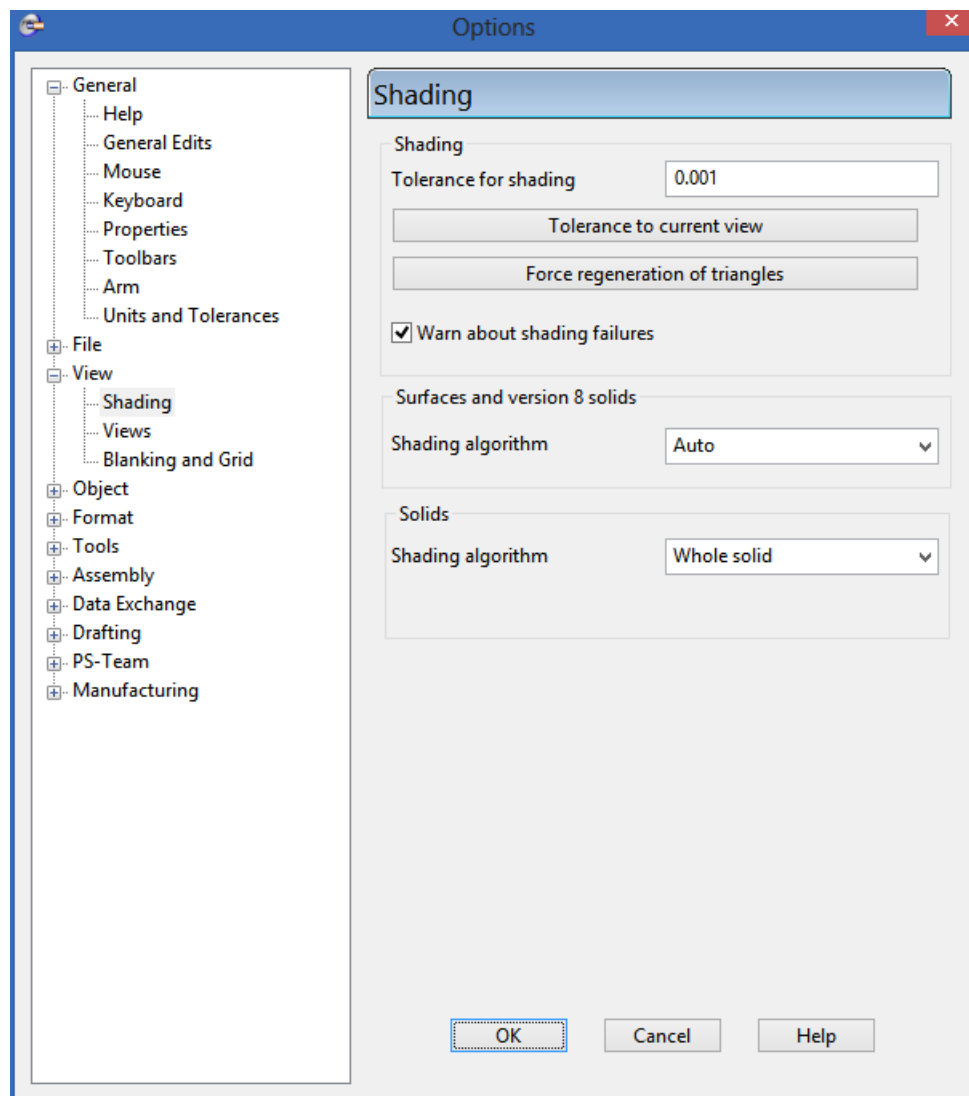 Options
General
Help
General Edits
Mouse
Keyboard
Properties
Toolbars
Arm
Units and Tolerances
File
View
Shading
Views
Blanking and Grid
Object
Format
Tools
Assembly
Data Exchange
Drafting
PS-Team
Manufacturing
Shading
Shading
Tolerance for shading 0.001
Tolerance to current view
Force regeneration of triangles
Warn about shading failures
Surfaces and version 8 solids
Shading algorithm Auto
Solids
Shading algorithm Whole solid
OK Cancel Help